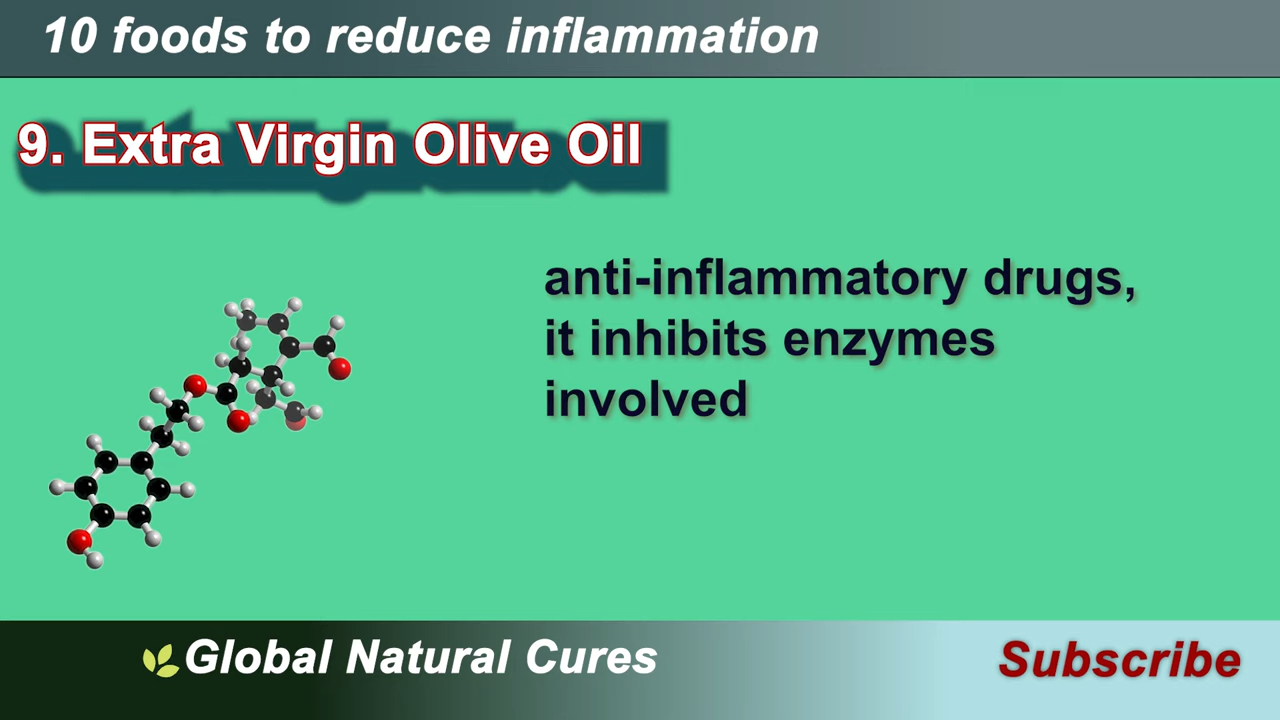 10 foods to reduce inflammation
9. Extra Virgin Olive Oil
anti-inflammatory drugs,
it inhibits enzymes
involved
Global Natural Cures
Subscribe